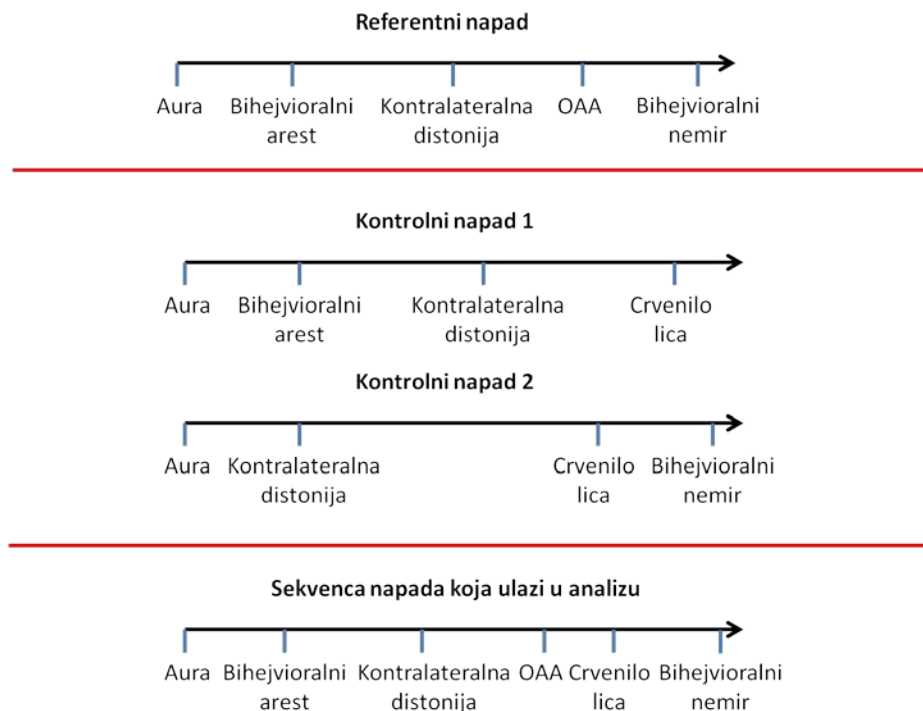 Referentni napad
Aura Bihejvioralni Kontralateralna OAA Bihejvioralni
arest distonija nemir
Kontrolni napad 1
Aura Bihejvioralni Kontralateralna Crvenilo
arest distonija lica
Kontrolni napad 2
Aura Kontralateralna Crvenilo Bihejvioralni
distonija lica nemir
Sekvenca napada koja ulazi u analizu
Aura Bihejvioralni Kontralateralna OAA Crvenilo Bihejvioralni
arest distonija lica nemir